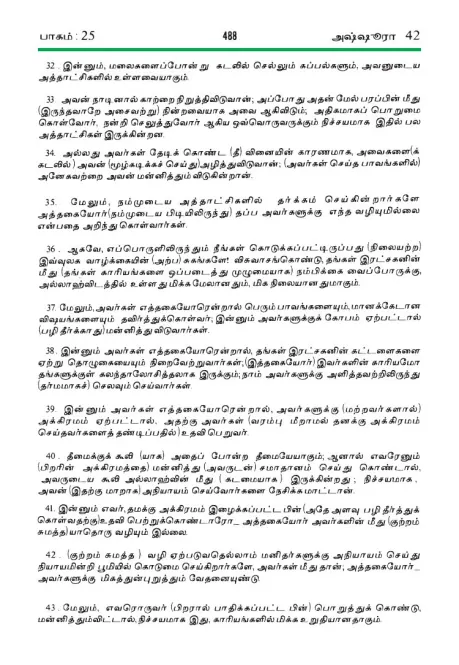 பாகம் : 25 488 அஷ்ஷூரா 42
32 . இன்னும், மலைகளைப்போன்று கடலில் செல்லும் கப்பல்களும், அவனுடைய
அத்தாட்சிகளில் உள்ளவையாகும்.
33 அவன் நாடினால் காற்றை நிறுத்திவிடுவான்; அப்போது அதன் மேல் பரப்பின் மீது
(இருந்தவாறே அசைவற்று) நின்றவையாக அவை ஆகிவிடும்; அதிகமாகப் பொறுமை
கொள்வோர், நன்றி செலுத்துவோர் ஆகிய ஒவ்வொருவருக்கும் நிச்சயமாக இதில் பல
அத்தாட்சிகள் இருக்கின்றன.
34. அல்லது அவர்கள் தேடிக் கொண்ட (தீ) வினையின் காரணமாக, அவைகளை(க்
கடலில் ) அவன் (மூழ்கடிக்கச் செய்து)அழித்துவிடுவான்; (அவர்கள் செய்த பாவங்களில்)
அனேகவற்றை அவன் மன்னித்தும் விடுகின்றான்.
35. மேலும், நம்முடைய அத்தாட்சிகளில் தர்க்கம் செய்கின்றார்களே
அத்தகையோர்(நம்முடைய பிடியிலிருந்து) தப்ப அவர்களுக்கு எந்த வழியுமில்லை
என்பதை அறிந்து கொள்வார்கள்.
36 . ஆகவே, எப்பொருளிலிருந்தும் நீங்கள் கொடுக்கப்பட்டிருப்பது (நிலையற்ற)
இவ்வுலக வாழ்க்கையின் (அற்ப) சுகங்களே! விசுவாசங்கொண்டு, தங்கள் இரட்சகனின்
மீது (தங்கள் காரியங்களை ஒப்படைத்து முழுமையாக) நம்பிக்கை வைப்போருக்கு,
அல்லாஹ்விடத்தில் உள்ளது மிக்க மேலானதும், மிக நிலையானதுமாகும்.
37. மேலும்,அவர்கள் எத்தகையோரென்றால் பெரும் பாவங்களையும்,மானக்கேடான
விஷயங்களையும் தவிர்த்துக்கொள்வர்; இன்னும் அவர்களுக்குக் கோபம் ஏற்பட்டால்
(பழி தீர்க்காது)மன்னித்து விடுவார்கள்.
38 . இன்னும் அவர்கள் எத்தகையோரென்றால், தங்கள் இரட்சகனின் கட்டளைகளை
ஏற்று தொழுகையையும் நிறைவேற்றுவார்கள்;(இத்தகையோர்) இவர்களின் காரியமோ
தங்களுக்குள் கலந்தாலோசித்தலாக இருக்கும்; நாம் அவர்களுக்கு அளித்தவற்றிலிருந்து
(தர்மமாகச்) செலவும் செய்வார்கள்.
39. இன்னும் அவர்கள் எத்தகையோரென்றால், அவர்களுக்கு (மற்றவர்களால்)
அக்கிரமம் ஏற்பட்டால், அதற்கு அவர்கள் (வரம்பு மீறாமல் தனக்கு அக்கிரமம்
செய்தவர்களைத் தண்டிப்பதில் ) உதவி பெறுவர்.
40 . தீமைக்குக் கூலி (யாக) அதைப் போன்ற தீமையேயாகும்; ஆனால் எவரேனும்
(பிறரின் அக்கிரமத்தை) மன்னித்து (அவருடன்) சமாதானம் செய்து கொண்டால்,
அவருடைய கூலி அல்லாஹ்வின் மீது ( கடமையாக ) இருக்கின்றது ; நிச்சயமாக ,
அவன் (இதற்கு மாறாக) அநியாயம் செய்வோர்களை நேசிக்கமாட்டான்.
41. இன்னும் எவர், தமக்கு அக்கிரமம் இழைக்கப்பட்ட பின் (அதே அளவு பழி தீர்த்துக்
கொள்வதற்கு)உதவி பெற்றுக்கொண்டாரோ_ அத்தகையோர் அவர்களின் மீது (குற்றம்
சுமத்த)யாதொரு வழியும் இல்லை.
42 . (குற்றம் சுமத்த ) வழி ஏற்படுவதெல்லாம் மனிதர்களுக்கு அநியாயம் செய்து
நியாயமின்றி பூமியில் கொடுமை செய்கிறார்களே, அவர்கள் மீது தான்; அத்தகையோர்_
அவர்களுக்கு மிகத்துன்புறுத்தும் வேதனையுண்டு.
43 . மேலும், எவரொருவர் (பிறரால் பாதிக்கப்பட்ட பின்) பொறுத்துக் கொண்டு,
மன்னித்தும்விட்டால்,நிச்சயமாக இது, காரியங்களில் மிக்க உறுதியானதாகும்.